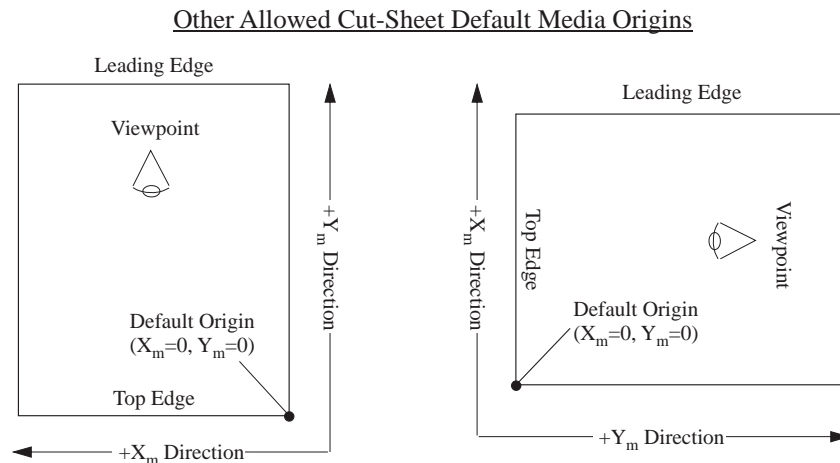 Other Allowed Cut-Sheet Default Media Origins
Leading Edge
Viewpoint
+Ym Direction
Default Origin
(Xm=0, Ym=0)
Top Edge
+Xm Direction
Leading Edge
+Xm Direction
Top Edge
Viewpoint
Default Origin
(Xm=0, Ym=0)
+Ym Direction